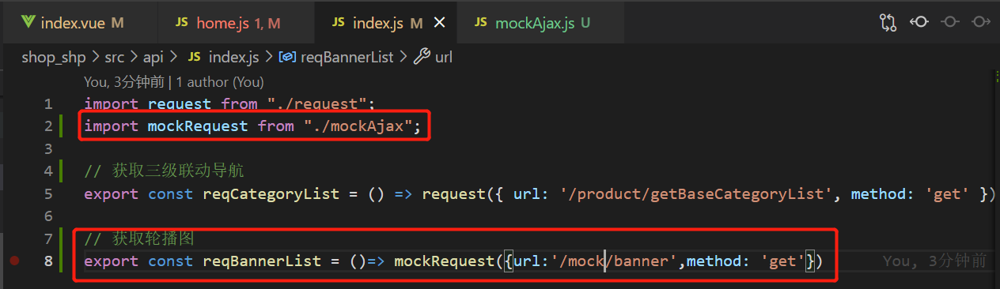 index.vue M JS home.js 1, M JS index.js M JS mockAjax.js U
shop_shp > src > api > JS index.js > reqBannerList > url
You, 3分钟前 | 1 author (You)
1 import request from "./request";
2 import mockRequest from "./mockAjax";
3
4 // 获取三级联动导航
5 export const reqCategoryList = () => request({ url: '/product/getBaseCategoryList', method: 'get' })
6
7 // 获取轮播图
8 export const reqBannerList = ()=> mockRequest({url:'/mock/banner',method: 'get'}) You, 3分钟前